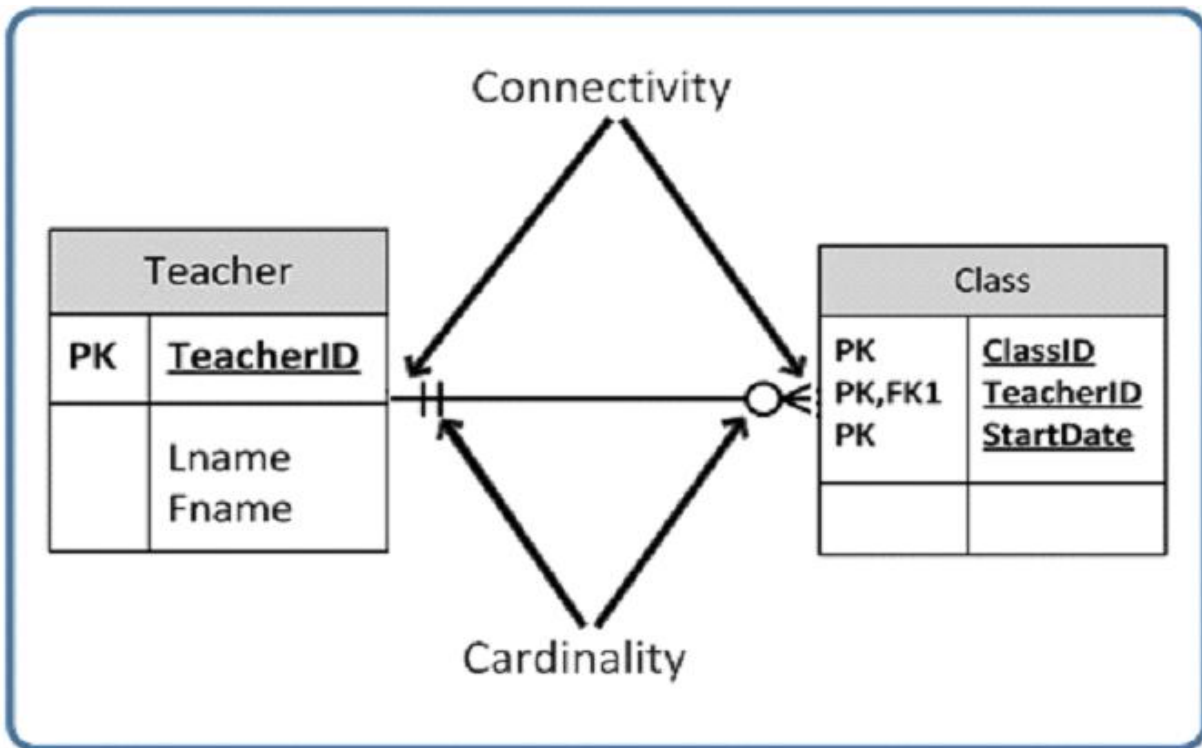 Connectivity
Teacher
PK TeacherID
Lname
Fname
Class
PK ClassID
PK,FK1 TeacherID
PK StartDate
Cardinality